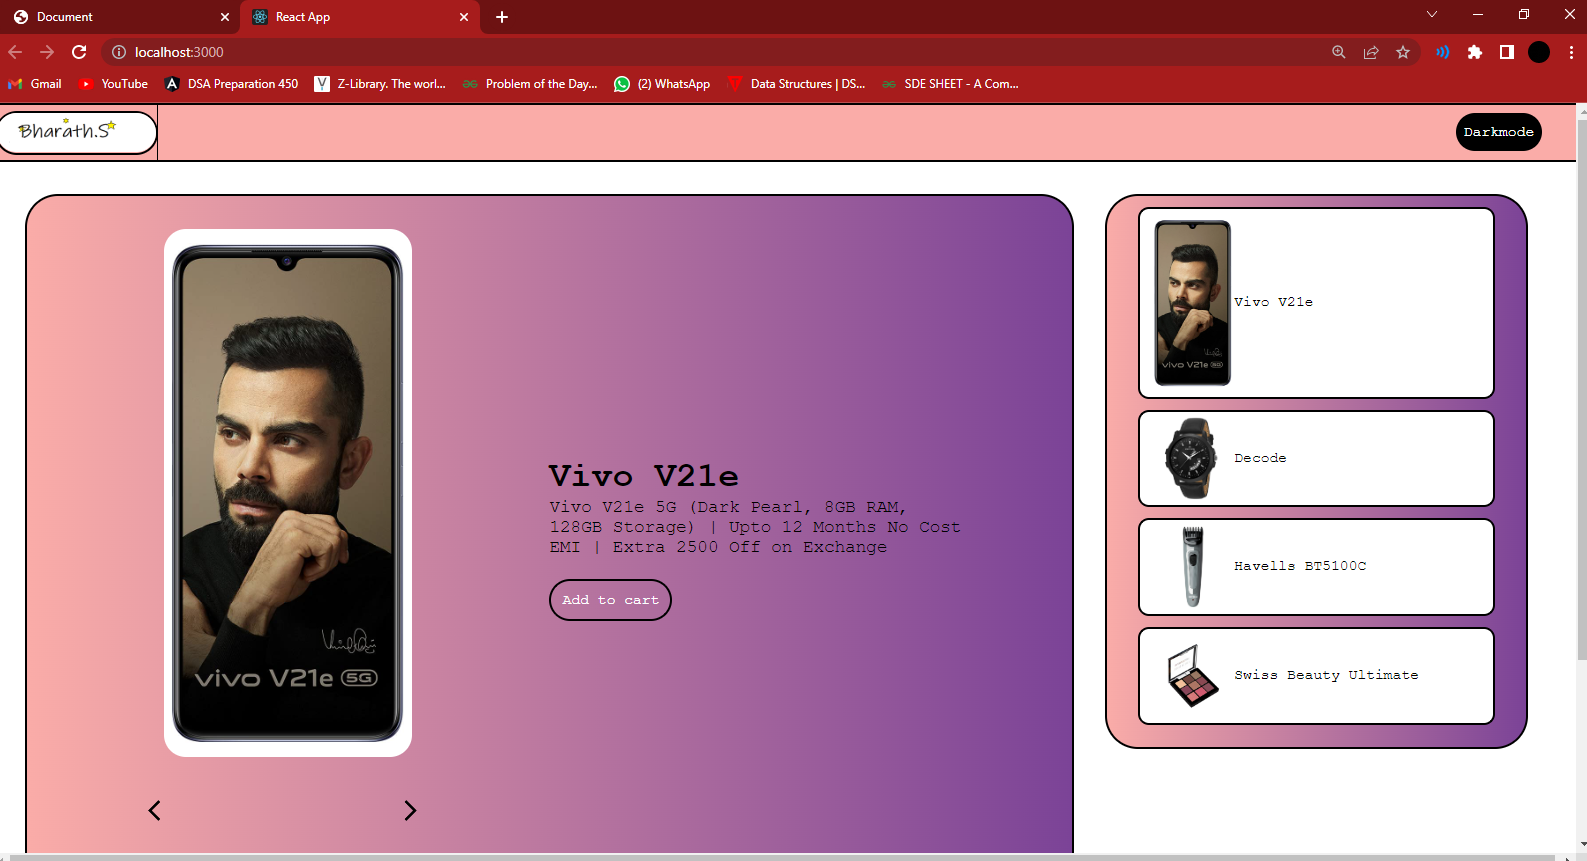 Document
React App
localhost:3000
Gmail
YouTube
DSA Preparation 450
Z-Library. The worl...
Problem of the Day...
(2) WhatsApp
Data Structures | DS...
SDE SHEET - A Com...
Bharath.S
Darkmode
vivo V21e 5G
Vivo V21e
Vivo V21e 5G (Dark Pearl, 8GB RAM,
128GB Storage) | Upto 12 Months No Cost
EMI | Extra 2500 Off on Exchange
Add to cart
vivo V21e 5G
Vivo V21e
Decode
Havells BT5100C
Swiss Beauty Ultimate